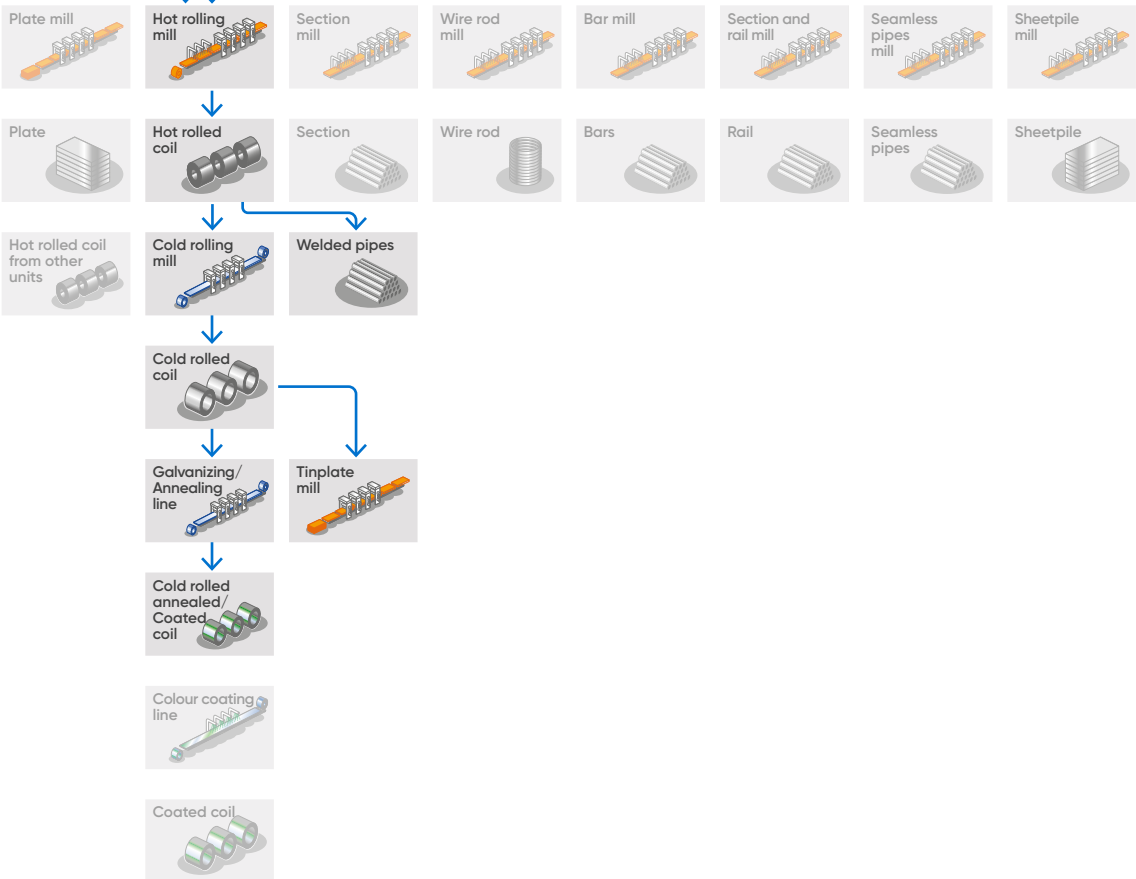 Plate mill
Hot rolling
mill
Section
mill
Wire rod
mill
Bar mill
Section and
rail mill
Seamless
pipes
mill
Sheetpile
mill
Plate
Hot rolled
coil
Section
Wire rod
Bars
Rail
Seamless
pipes
Sheetpile
Hot rolled coil
from other
units
Cold rolling
mill
Welded pipes
Cold rolled
coil
Galvanizing/
Annealing
line
Tinplate
mill
Cold rolled
annealed/
Coated
coil
Colour coating
line
Coated coil